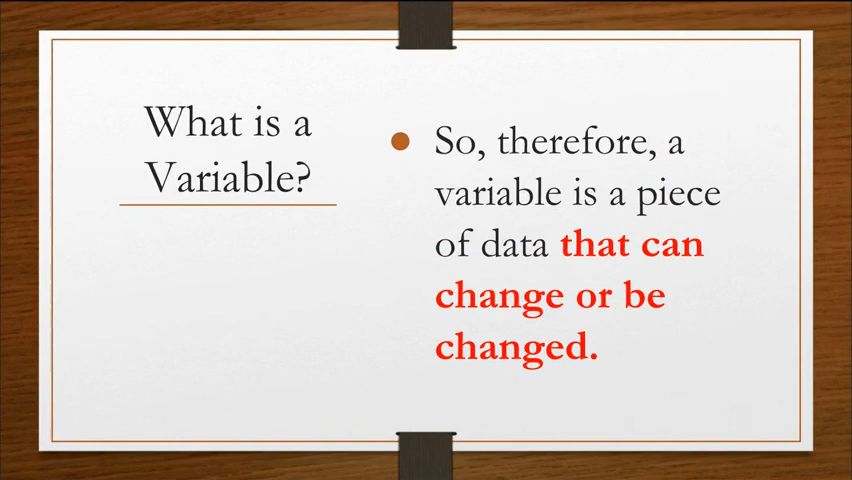 What is a
Variable?
So, therefore, a
variable is a piece
of data that can
change or be
changed.